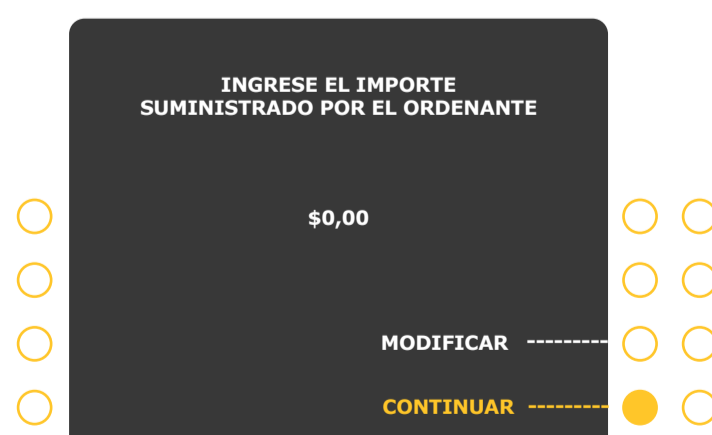 INGRESE EL IMPORTE
SUMINISTRADO POR EL ORDENANTE
$0,00
MODIFICAR ---------
CONTINUAR ---------